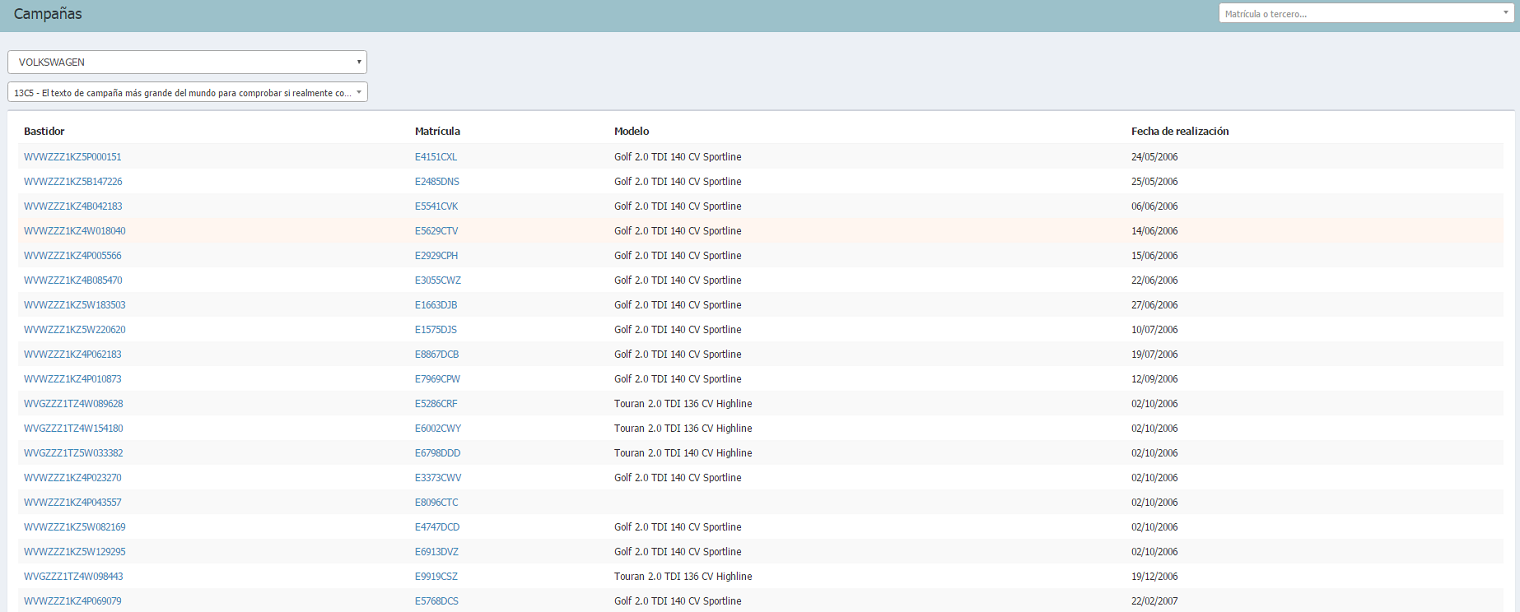 Campañas
Matrícula o tercero...
VOLKSWAGEN
13C5 - El texto de campaña más grande del mundo para comprobar si realmente co...
Bastidor Matrícula Modelo Fecha de realización
WVWZZZ1KZ5P000151 E4151CXL Golf 2.0 TDI 140 CV Sportline 24/05/2006
WVWZZZ1KZ5B147226 E2485DNS Golf 2.0 TDI 140 CV Sportline 25/05/2006
WVWZZZ1KZ4B042183 E5541CVK Golf 2.0 TDI 140 CV Sportline 06/06/2006
WVWZZZ1KZ4W018040 E5629CTV Golf 2.0 TDI 140 CV Sportline 14/06/2006
WVWZZZ1KZ4P005566 E2929CPH Golf 2.0 TDI 140 CV Sportline 15/06/2006
WVWZZZ1KZ4B085470 E3055CWZ Golf 2.0 TDI 140 CV Sportline 22/06/2006
WVWZZZ1KZ5W183503 E1663DJB Golf 2.0 TDI 140 CV Sportline 27/06/2006
WVWZZZ1KZ5W220620 E1575DJS Golf 2.0 TDI 140 CV Sportline 10/07/2006
WVWZZZ1KZ4P062183 E8867DCB Golf 2.0 TDI 140 CV Sportline 19/07/2006
WVWZZZ1KZ4P010873 E7969CPW Golf 2.0 TDI 140 CV Sportline 12/09/2006
WVGZZZ1TZ4W089628 E5286CRF Touran 2.0 TDI 136 CV Highline 02/10/2006
WVGZZZ1TZ4W154180 E6002CWY Touran 2.0 TDI 136 CV Highline 02/10/2006
WVGZZZ1TZ5W033382 E6798DDD Touran 2.0 TDI 140 CV Highline 02/10/2006
WVWZZZ1KZ4P023270 E3373CWV Golf 2.0 TDI 140 CV Sportline 02/10/2006
WVWZZZ1KZ4P043557 E8096CTC 02/10/2006
WVWZZZ1KZ5W082169 E4747DCD Golf 2.0 TDI 140 CV Sportline 02/10/2006
WVWZZZ1KZ5W129295 E6913DVZ Golf 2.0 TDI 140 CV Sportline 02/10/2006
WVGZZZ1TZ4W098443 E9919CSZ Touran 2.0 TDI 136 CV Highline 19/12/2006
WVWZZZ1KZ4P069079 E5768DCS Golf 2.0 TDI 140 CV Sportline 22/02/2007